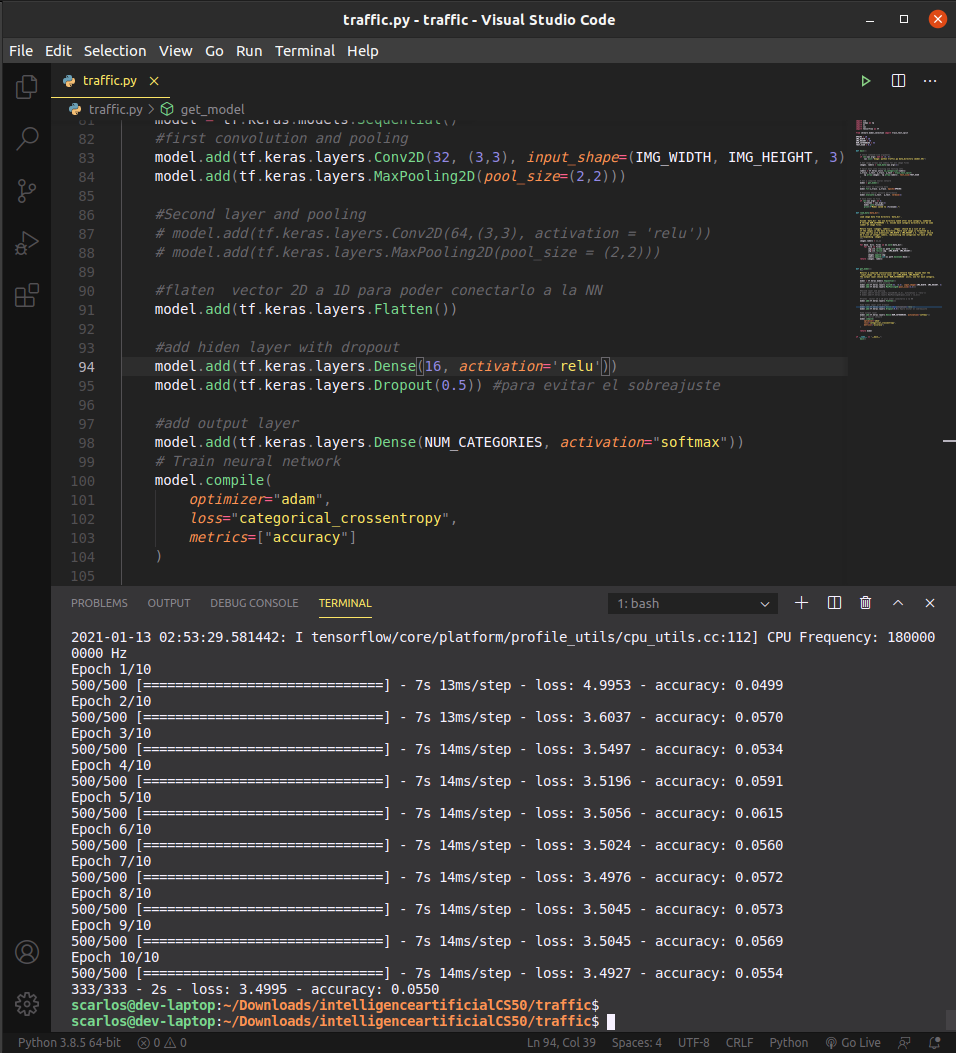 traffic.py - traffic - Visual Studio Code
File Edit Selection View Go Run Terminal Help
traffic.py
traffic.py > get_model
81 model = tf.keras.models.Sequential()
82 #first convolution and pooling
83 model.add(tf.keras.layers.Conv2D(32, (3,3), input_shape=(IMG_WIDTH, IMG_HEIGHT, 3)
84 model.add(tf.keras.layers.MaxPooling2D(pool_size=(2,2)))
85
86 #Second layer and pooling
87 # model.add(tf.keras.layers.Conv2D(64,(3,3), activation = 'relu'))
88 # model.add(tf.keras.layers.MaxPooling2D(pool_size = (2,2)))
89
90 #flaten  vector 2D a 1D para poder conectarlo a la NN
91 model.add(tf.keras.layers.Flatten())
92
93 #add hiden layer with dropout
94 model.add(tf.keras.layers.Dense(16, activation='relu'))
95 model.add(tf.keras.layers.Dropout(0.5)) #para evitar el sobreajuste
96
97 #add output layer
98 model.add(tf.keras.layers.Dense(NUM_CATEGORIES, activation="softmax"))
99 # Train neural network
100 model.compile(
101 optimizer="adam",
102 loss="categorical_crossentropy",
103 metrics=["accuracy"]
104 )
105
PROBLEMS OUTPUT DEBUG CONSOLE TERMINAL 1: bash
2021-01-13 02:53:29.581442: I tensorflow/core/platform/profile_utils/cpu_utils.cc:112] CPU Frequency: 180000
0000 Hz
Epoch 1/10
500/500 [==============================] - 7s 13ms/step - loss: 4.9953 - accuracy: 0.0499
Epoch 2/10
500/500 [==============================] - 7s 13ms/step - loss: 3.6037 - accuracy: 0.0570
Epoch 3/10
500/500 [==============================] - 7s 14ms/step - loss: 3.5497 - accuracy: 0.0534
Epoch 4/10
500/500 [==============================] - 7s 14ms/step - loss: 3.5196 - accuracy: 0.0591
Epoch 5/10
500/500 [==============================] - 7s 14ms/step - loss: 3.5056 - accuracy: 0.0615
Epoch 6/10
500/500 [==============================] - 7s 14ms/step - loss: 3.5024 - accuracy: 0.0560
Epoch 7/10
500/500 [==============================] - 7s 14ms/step - loss: 3.4976 - accuracy: 0.0572
Epoch 8/10
500/500 [==============================] - 7s 14ms/step - loss: 3.5045 - accuracy: 0.0573
Epoch 9/10
500/500 [==============================] - 7s 14ms/step - loss: 3.5045 - accuracy: 0.0569
Epoch 10/10
500/500 [==============================] - 7s 14ms/step - loss: 3.4927 - accuracy: 0.0554
333/333 - 2s - loss: 3.4995 - accuracy: 0.0550
scarlos@dev-laptop:~/Downloads/intelligenceartificialCS50/traffic$
scarlos@dev-laptop:~/Downloads/intelligenceartificialCS50/traffic$
Python 3.8.5 64-bit 0 0 Ln 94, Col 39 Spaces: 4 UTF-8 CRLF Python Go Live